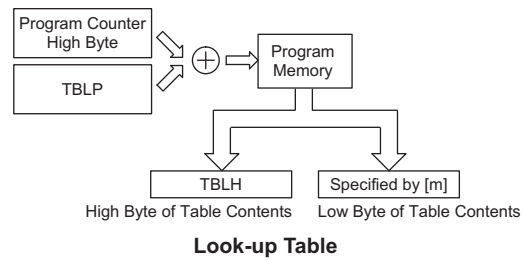 Program Counter
High Byte
TBLP
Program
Memory
TBLH
Specified by [m]
High Byte of Table Contents
Low Byte of Table Contents
Look-up Table